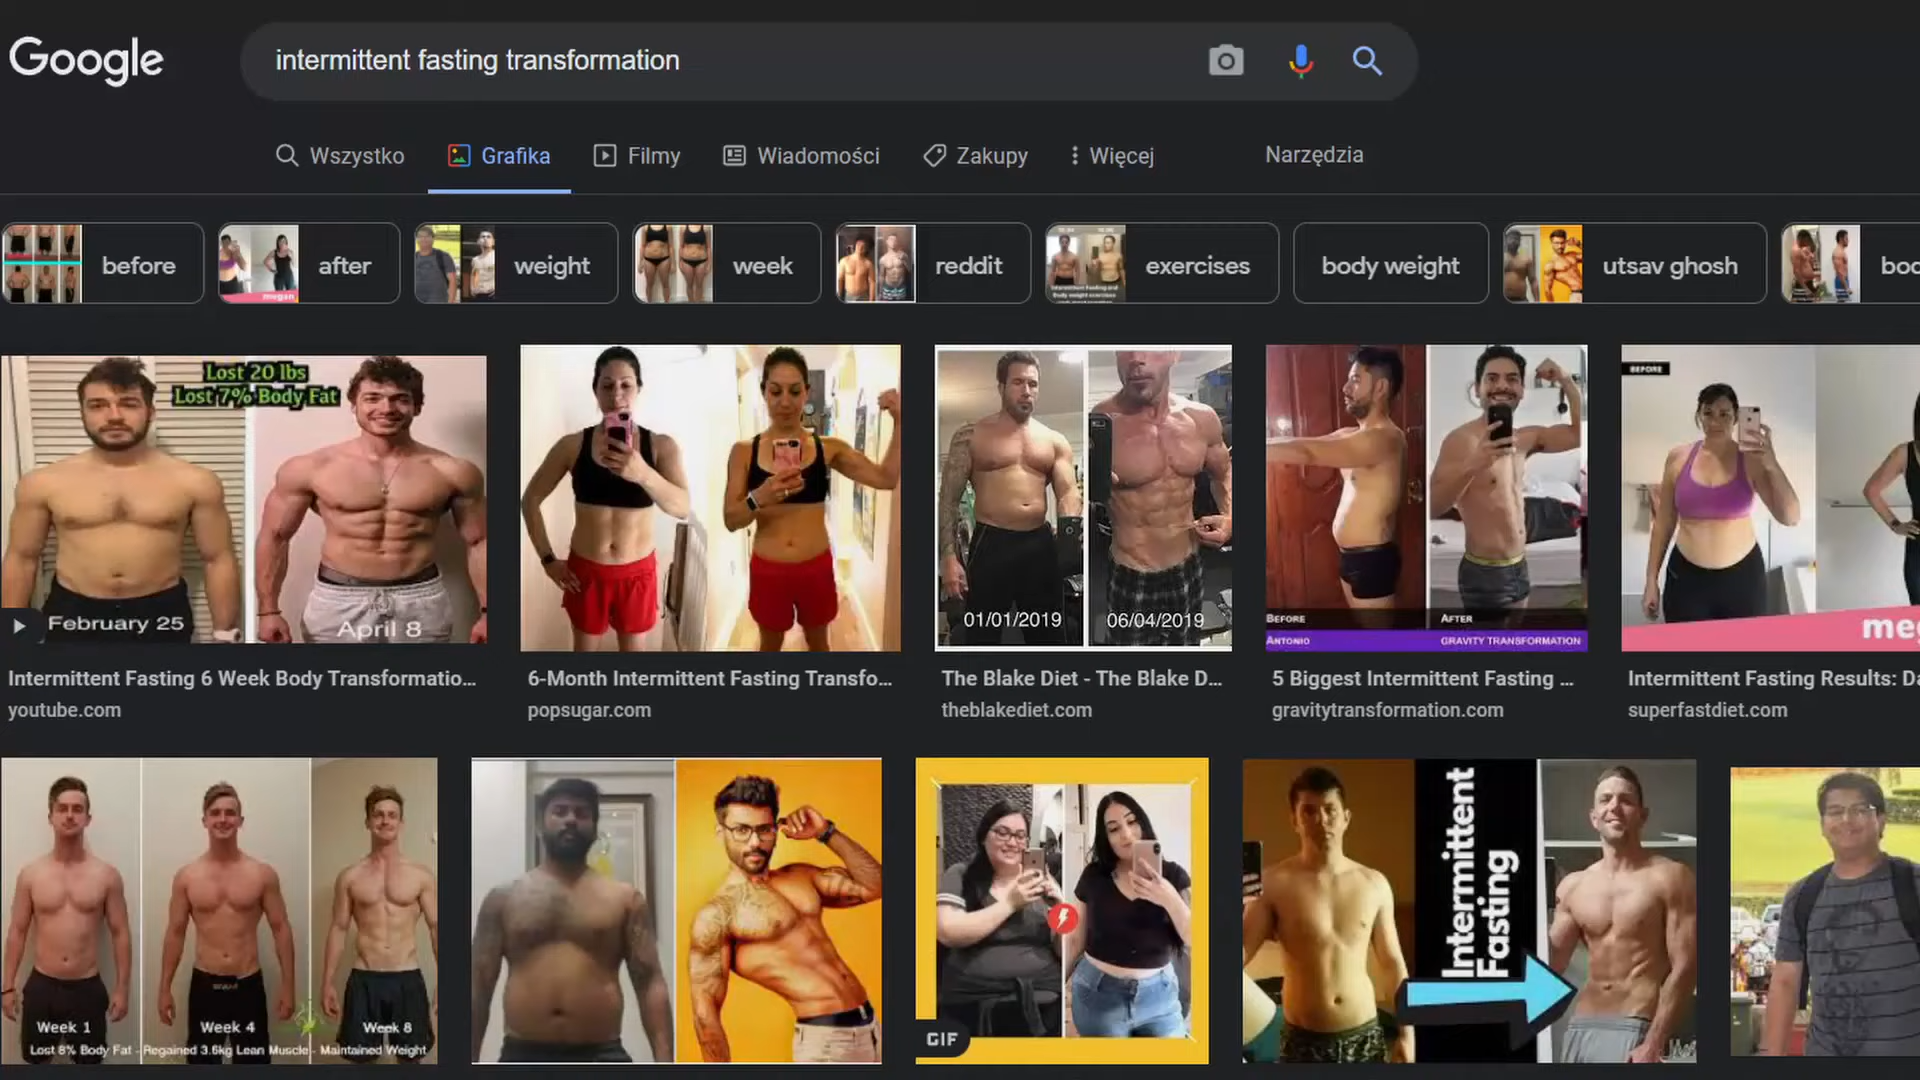 Google
intermittent fasting transformation
Wszystko
Grafika
Filmy
Wiadomości
Zakupy
Więcej
Narzędzia
before
megan
after
weight
week
reddit
exercises
body weight
utsav ghosh
bod
Lost 20 lbs
Lost 7% Body Fat
February 25
April 8
01/01/2019
06/04/2019
BEFORE
AFTER
ANTONIO
GRAVITY TRANSFORMATION
BEFORE
meg
Intermittent Fasting 6 Week Body Transformatio...
youtube.com
6-Month Intermittent Fasting Transfo...
popsugar.com
The Blake Diet - The Blake D...
theblakediet.com
5 Biggest Intermittent Fasting ...
gravitytransformation.com
Intermittent Fasting Results: Da
superfastdiet.com
Week 1
Week 4
Week 8
Lost 8% Body Fat - Regained 3.6kg Lean Muscle - Maintained Weight
GIF
Intermittent
Fasting